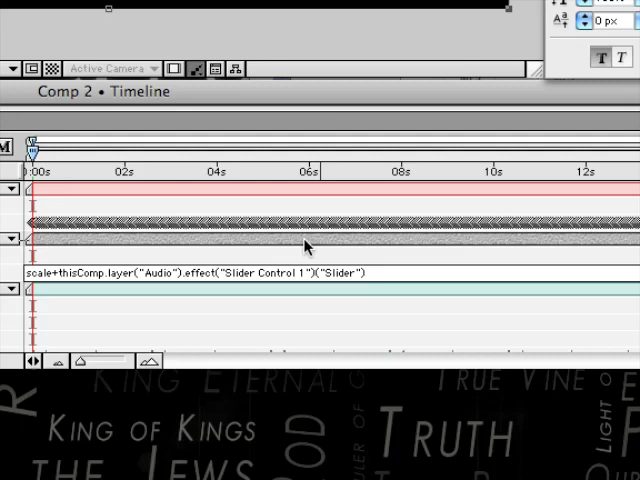 0 px
T T
Active Camera
Comp 2 • Timeline
M
0:00s 02s 04s 06s 08s 10s 12s
scale+thisComp.layer("Audio").effect("Slider Control 1")("Slider")
KING ETERNAL
TRUE VINE
KING OF KINGS
TRUTH
LIGHT O
THE JEWS